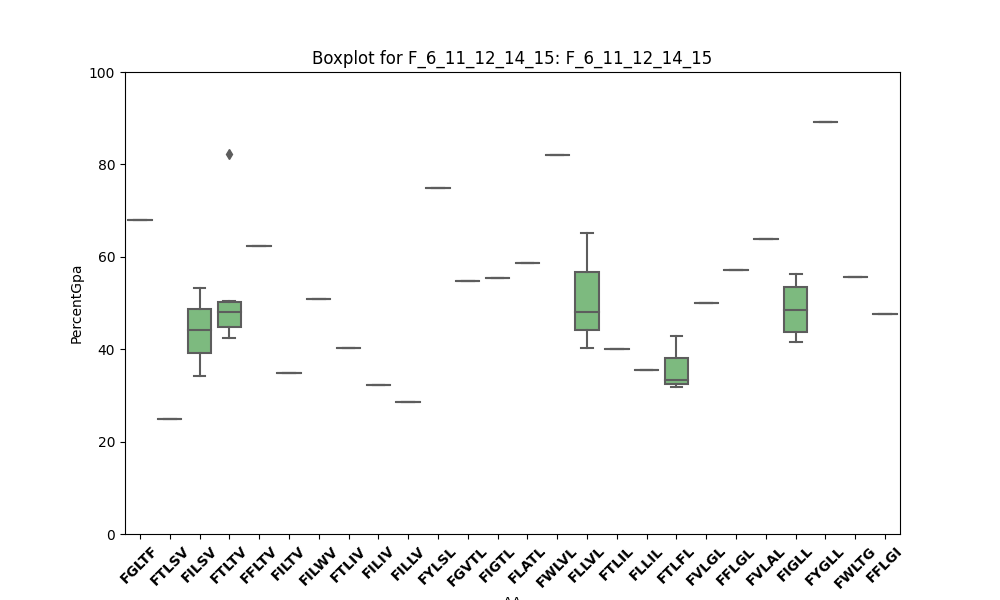 Boxplot for F_6_11_12_14_15: F_6_11_12_14_15
100
80
60
40
20
0
PercentGpa
FGLTF FTLSV FILSV FTLTV FFLTV FILTV FILWV FTLIV FILIV FILLV FYLSL FGVTL FIGTL FLATL FWLVL FLLVL FTLIL FLLIL FTLFL FVLGL FFLGL FVLAL FIGLL FYGLL FWLTG FFLGI